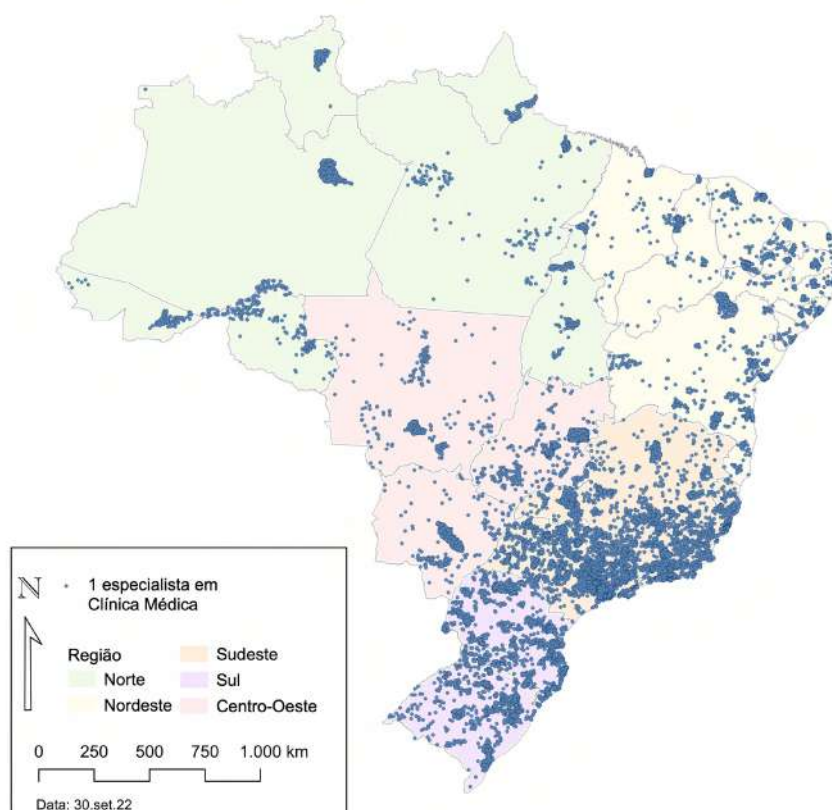 N
1 especialista em
Clínica Médica
Região
Norte
Nordeste
Sudeste
Sul
Centro-Oeste
0 250 500 750 1.000 km
Data: 30.set.22